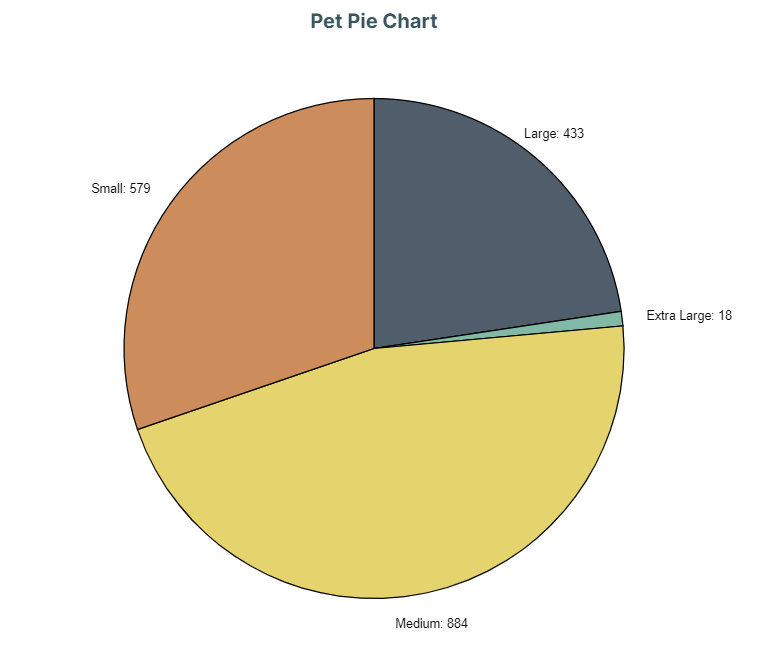 Pet Pie Chart
Large: 433
Small: 579
Extra Large: 18
Medium: 884